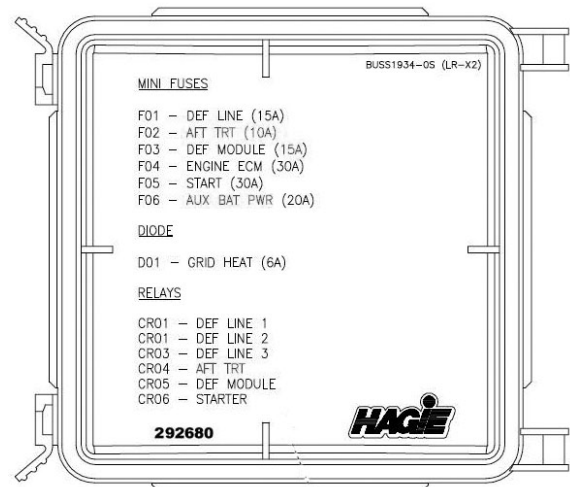 BUSS1934-0S (LR-X2)
MINI FUSES
F01 – DEF LINE (15A)
F02 – AFT TRT (10A)
F03 – DEF MODULE (15A)
F04 – ENGINE ECM (30A)
F05 – START (30A)
F06 – AUX BAT PWR (20A)
DIODE
D01 – GRID HEAT (6A)
RELAYS
CR01 – DEF LINE 1
CR01 – DEF LINE 2
CR03 – DEF LINE 3
CR04 – AFT TRT
CR05 – DEF MODULE
CR06 – STARTER
292680
HAGIE